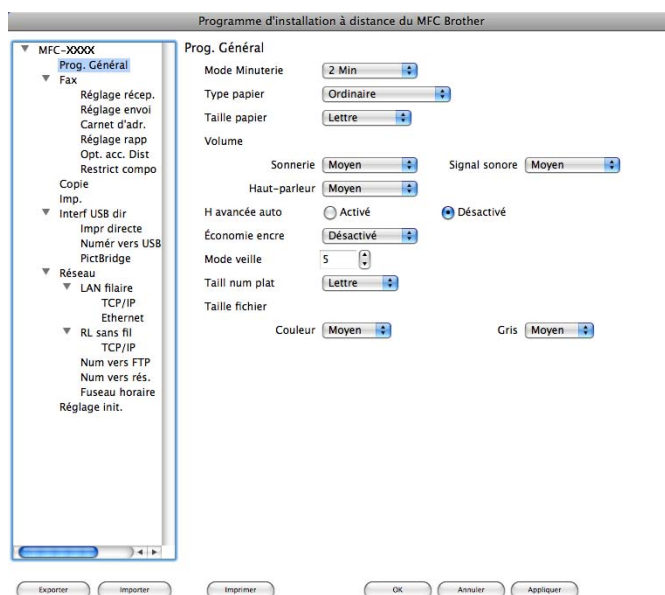 Programme d'installation à distance du MFC Brother
MFC-XXXX
Prog. Général
Fax
Réglage récep.
Réglage envoi
Carnet d'adr.
Réglage rapp
Opt. acc. Dist
Restrict compo
Copie
Imp.
Interf USB dir
Impr directe
Numér vers USB
PictBridge
Réseau
LAN filaire
TCP/IP
Ethernet
RL sans fil
TCP/IP
Num vers FTP
Num vers rés.
Fuseau horaire
Réglage init.
Prog. Général
Mode Minuterie 2 Min
Type papier Ordinaire
Taille papier Lettre
Volume
Sonnerie Moyen Signal sonore Moyen
Haut-parleur Moyen
H avancée auto Activé Désactivé
Économie encre Désactivé
Mode veille 5
Taill num plat Lettre
Taille fichier
Couleur Moyen Gris Moyen
Exporter Importer Imprimer OK Annuler Appliquer